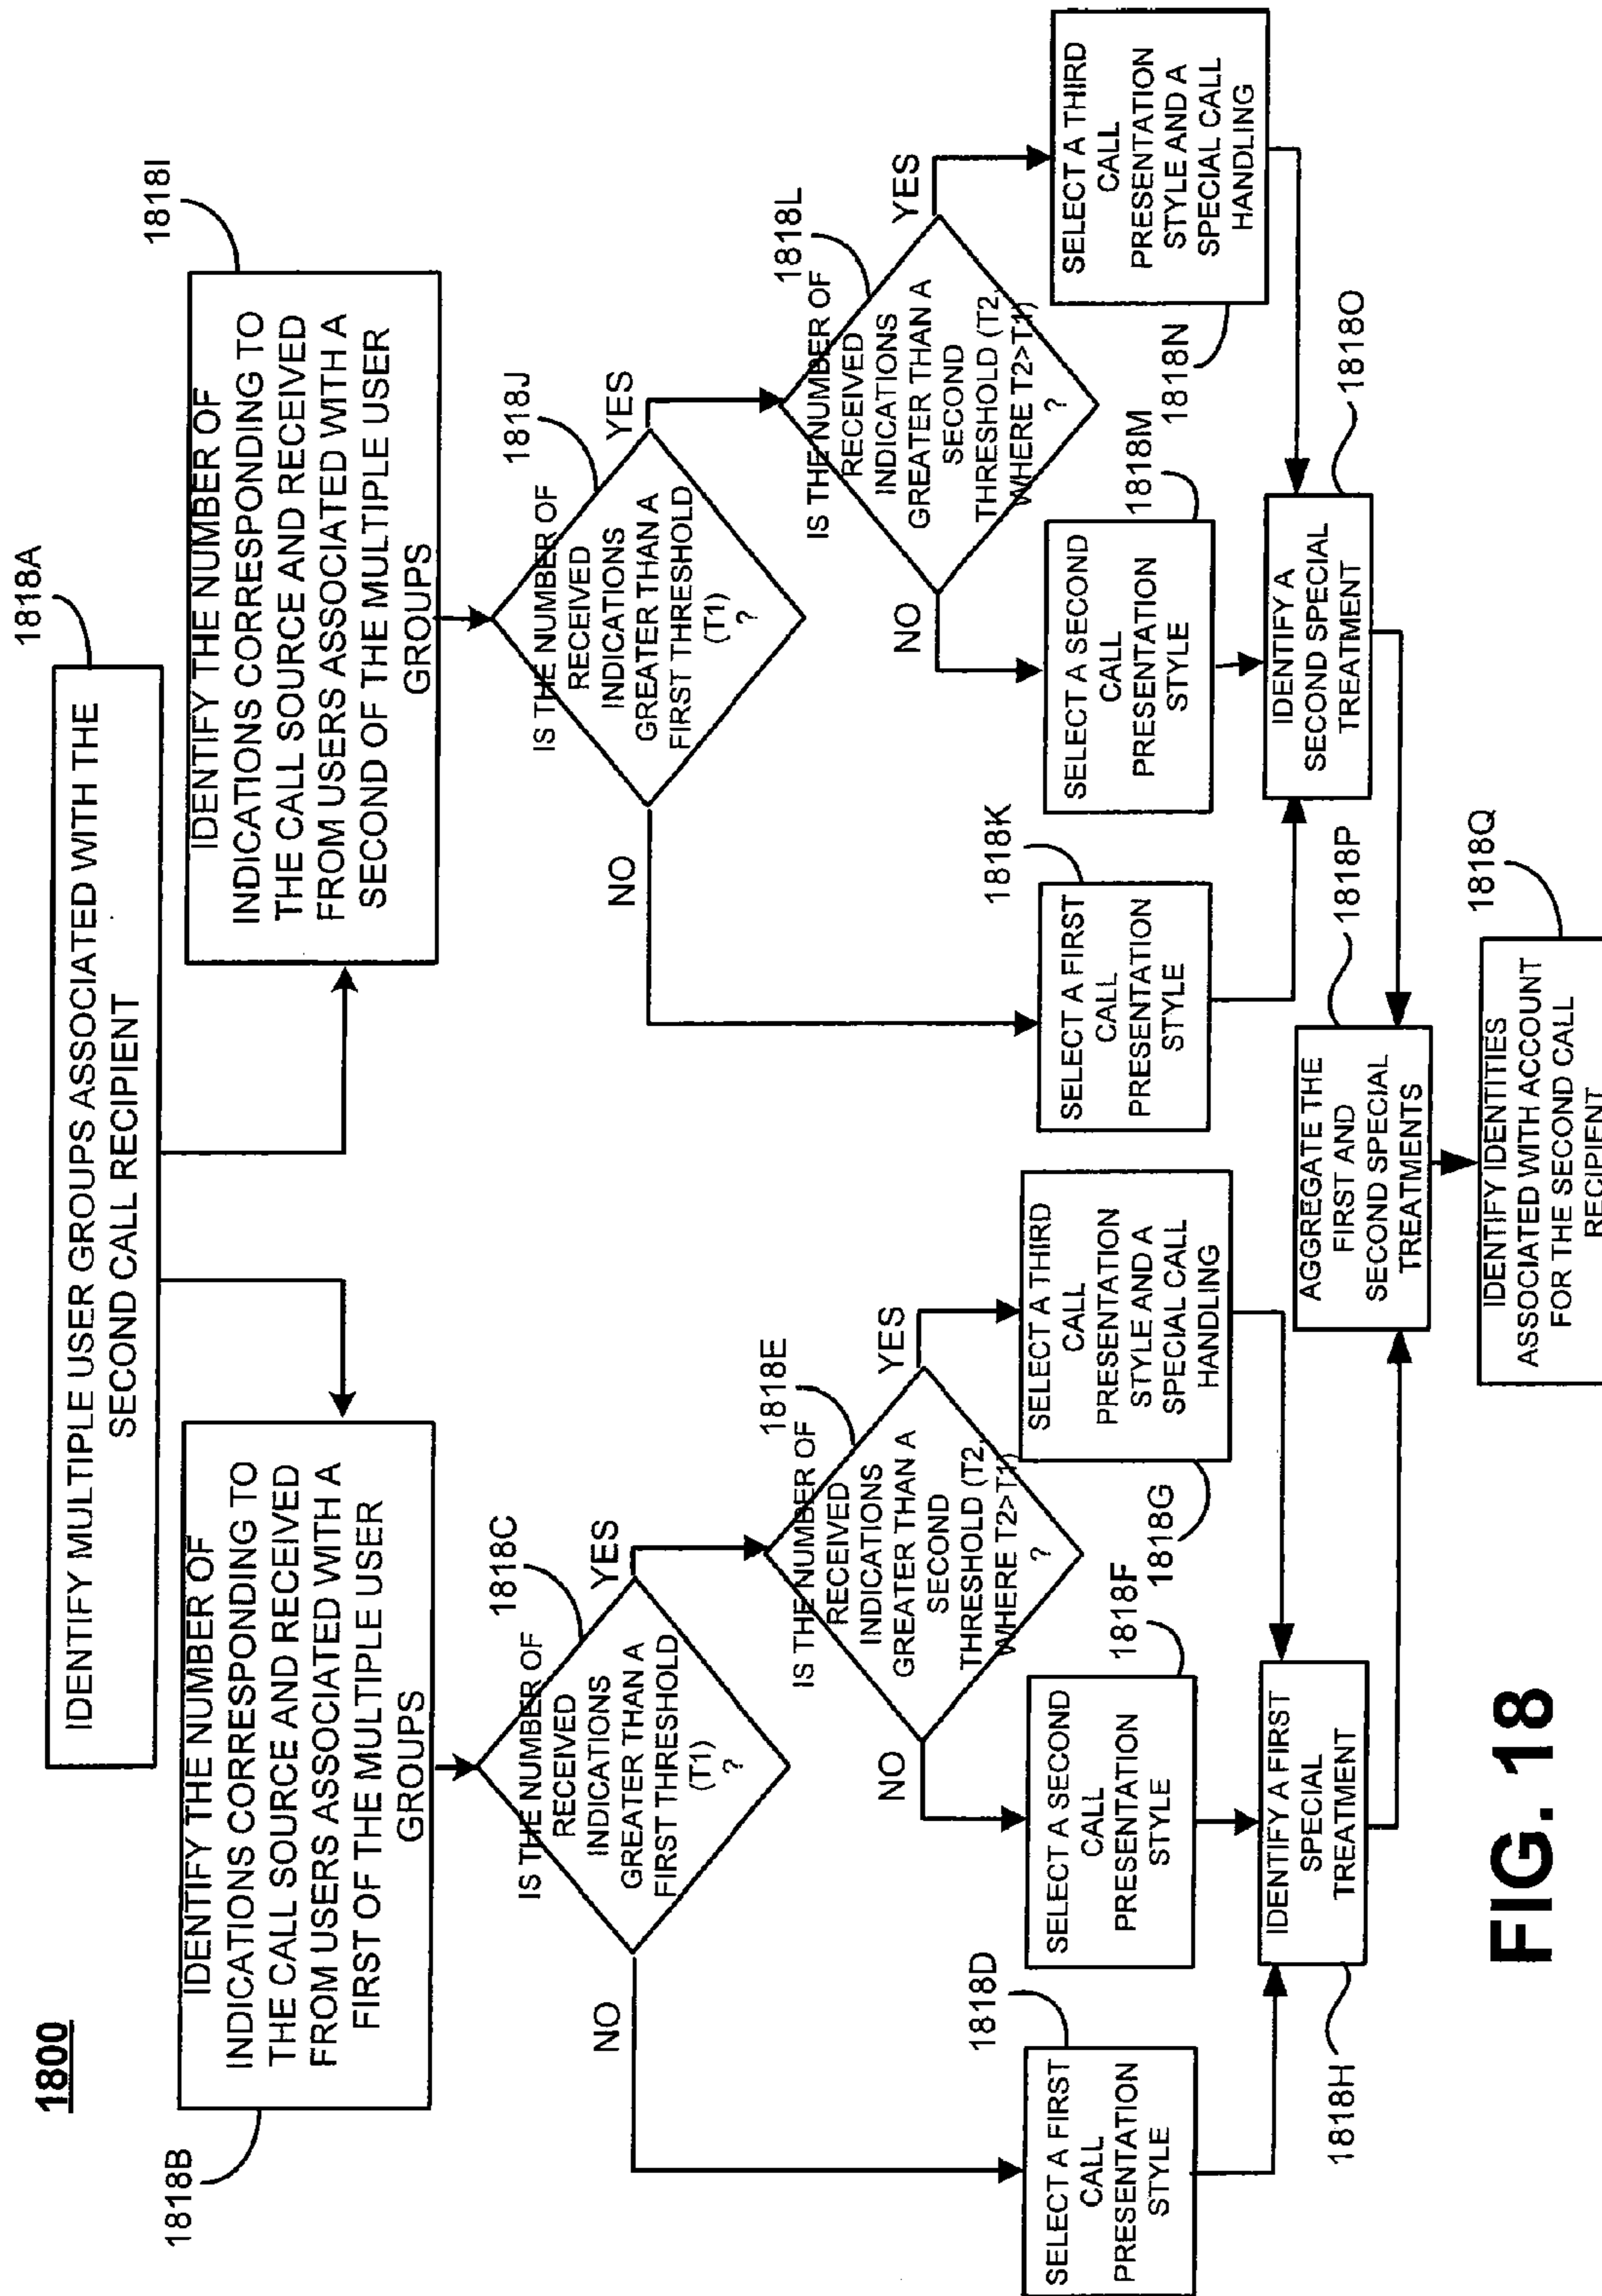 1800
1818A
IDENTIFY MULTIPLE USER GROUPS ASSOCIATED WITH THE
SECOND CALL RECIPIENT
1818B
IDENTIFY THE NUMBER OF
INDICATIONS CORRESPONDING TO
THE CALL SOURCE AND RECEIVED
FROM USERS ASSOCIATED WITH A
FIRST OF THE MULTIPLE USER
GROUPS
1818I
IDENTIFY THE NUMBER OF
INDICATIONS CORRESPONDING TO
THE CALL SOURCE AND RECEIVED
FROM USERS ASSOCIATED WITH A
SECOND OF THE MULTIPLE USER
GROUPS
1818C
IS THE NUMBER OF
RECEIVED
INDICATIONS
GREATER THAN A
FIRST THRESHOLD
(T1)
?
NO
YES
1818J
IS THE NUMBER OF
RECEIVED
INDICATIONS
GREATER THAN A
FIRST THRESHOLD
(T1)
?
NO
YES
1818E
IS THE NUMBER OF
RECEIVED
INDICATIONS
GREATER THAN A
SECOND
THRESHOLD (T2,
WHERE T2>T1)
?
NO
YES
1818L
IS THE NUMBER OF
RECEIVED
INDICATIONS
GREATER THAN A
SECOND
THRESHOLD (T2,
WHERE T2>T1)
?
NO
YES
1818D
SELECT A FIRST
CALL
PRESENTATION
STYLE
1818F
SELECT A SECOND
CALL
PRESENTATION
STYLE
1818G
SELECT A THIRD
CALL
PRESENTATION
STYLE AND A
SPECIAL CALL
HANDLING
1818K
SELECT A FIRST
CALL
PRESENTATION
STYLE
1818M
SELECT A SECOND
CALL
PRESENTATION
STYLE
1818N
SELECT A THIRD
CALL
PRESENTATION
STYLE AND A
SPECIAL CALL
HANDLING
1818H
IDENTIFY A FIRST
SPECIAL
TREATMENT
1818O
IDENTIFY A
SECOND SPECIAL
TREATMENT
1818P
AGGREGATE THE
FIRST AND
SECOND SPECIAL
TREATMENTS
1818Q
IDENTIFY IDENTITIES
ASSOCIATED WITH ACCOUNT
FOR THE SECOND CALL
RECIPIENT
FIG. 18